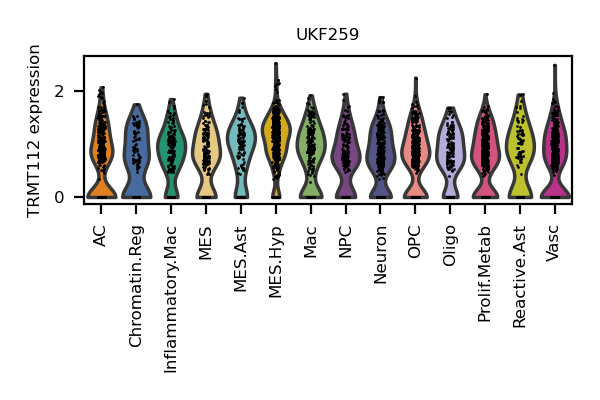 UKF259
TRMT112 expression
2
0
AC
Chromatin.Reg
Inflammatory.Mac
MES
MES.Ast
MES.Hyp
Mac
NPC
Neuron
OPC
Oligo
Prolif.Metab
Reactive.Ast
Vasc